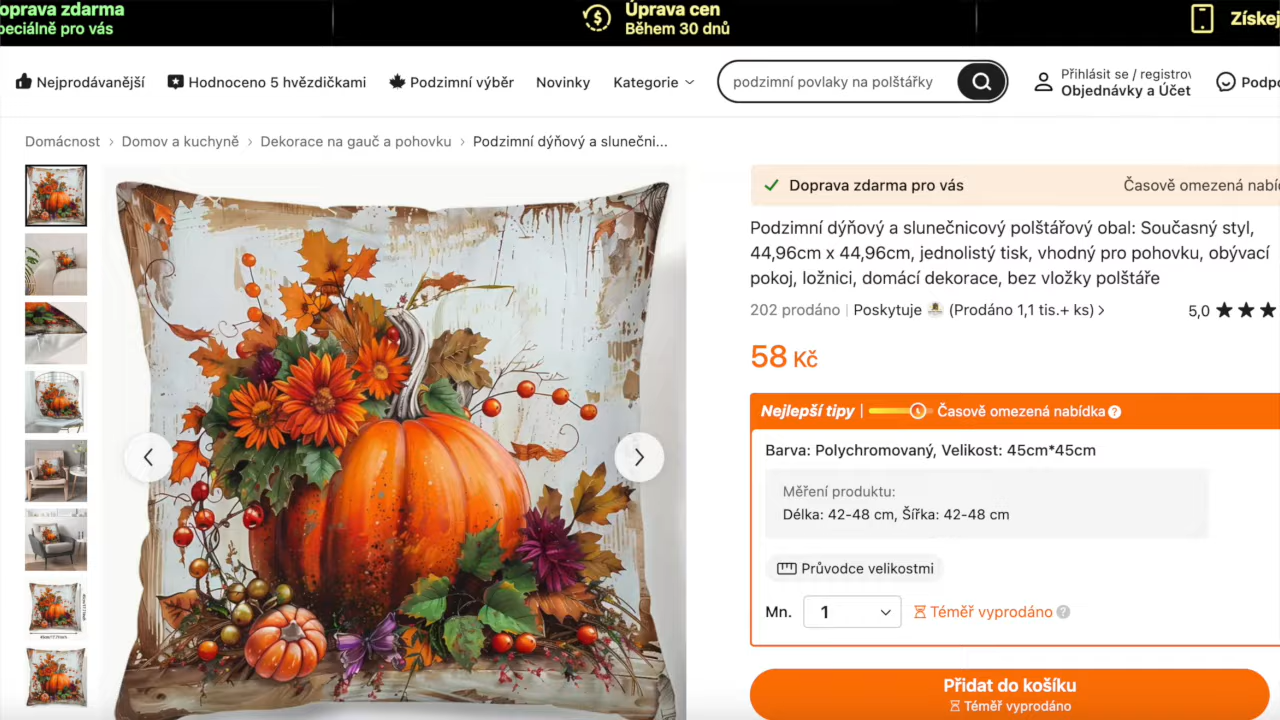 oprava zdarma
peciálně pro vás
Úprava cen
Během 30 dnů
Získej
Nejprodávanější
Hodnoceno 5 hvězdičkami
Podzimní výběr
Novinky
Kategorie
podzimní povlaky na polštářky
Přihlásit se / registrov
Objednávky a Účet
Podpo
Domácnost › Domov a kuchyně › Dekorace na gauč a pohovku › Podzimní dýňový a slunečni...
Doprava zdarma pro vás
Časově omezená nabíd
Podzimní dýňový a slunečnicový polštářový obal: Současný styl,
44,96cm x 44,96cm, jednolistý tisk, vhodný pro pohovku, obývací
pokoj, ložnici, domácí dekorace, bez vložky polštáře
202 prodáno | Poskytuje (Prodáno 1,1 tis.+ ks) >
5,0
58 Kč
Nejlepší tipy | Časově omezená nabídka
Barva: Polychromovaný, Velikost: 45cm*45cm
Měření produktu:
Délka: 42-48 cm, Šířka: 42-48 cm
Průvodce velikostmi
Mn. 1 Téměř vyprodáno
Přidat do košíku
Téměř vyprodáno